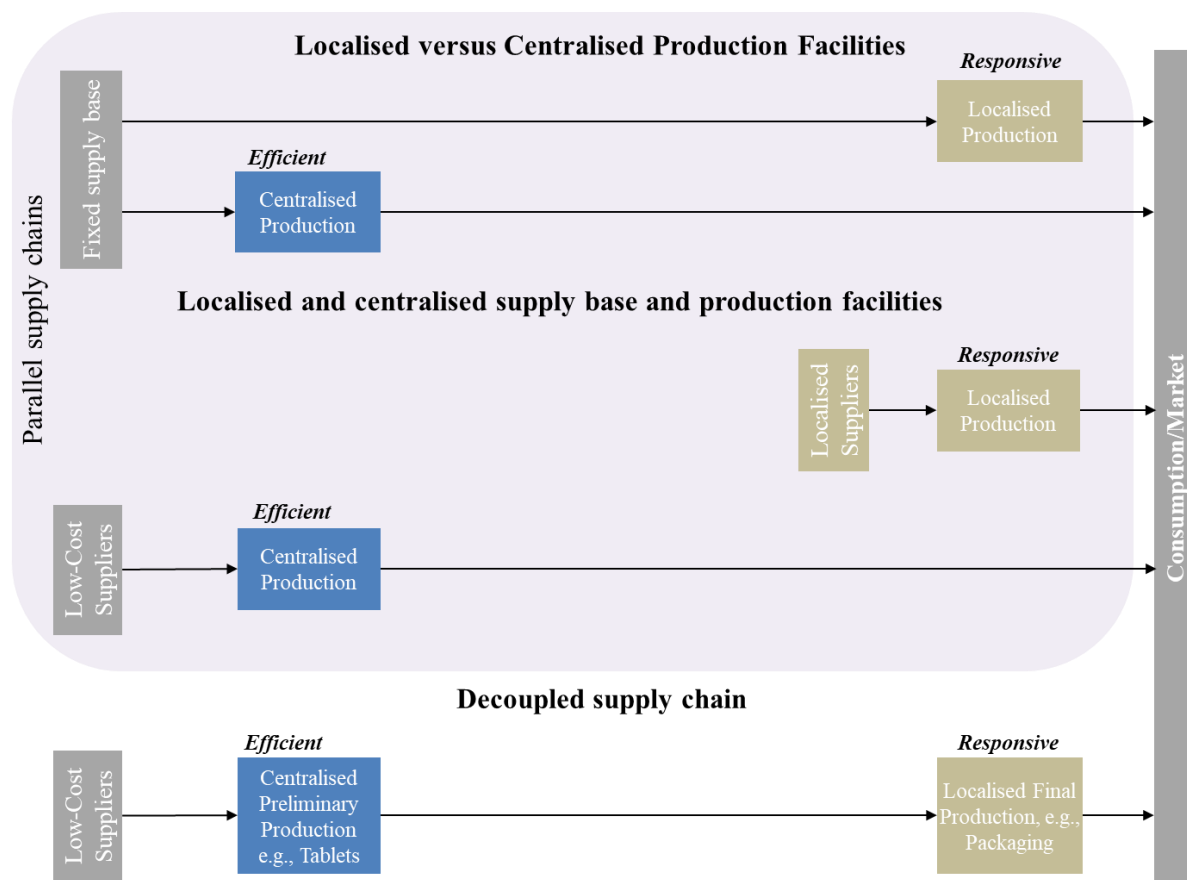 Localised versus Centralised Production Facilities
Responsive
Fixed supply base
Localised
Production
Efficient
Centralised
Production
Parallel supply chains
Localised and centralised supply base and production facilities
Responsive
Localised
Suppliers
Localised
Production
Consumption/Market
Efficient
Low-Cost
Suppliers
Centralised
Production
Decoupled supply chain
Efficient
Responsive
Low-Cost
Suppliers
Centralised
Preliminary
Production
e.g., Tablets
Localised Final
Production, e.g.,
Packaging